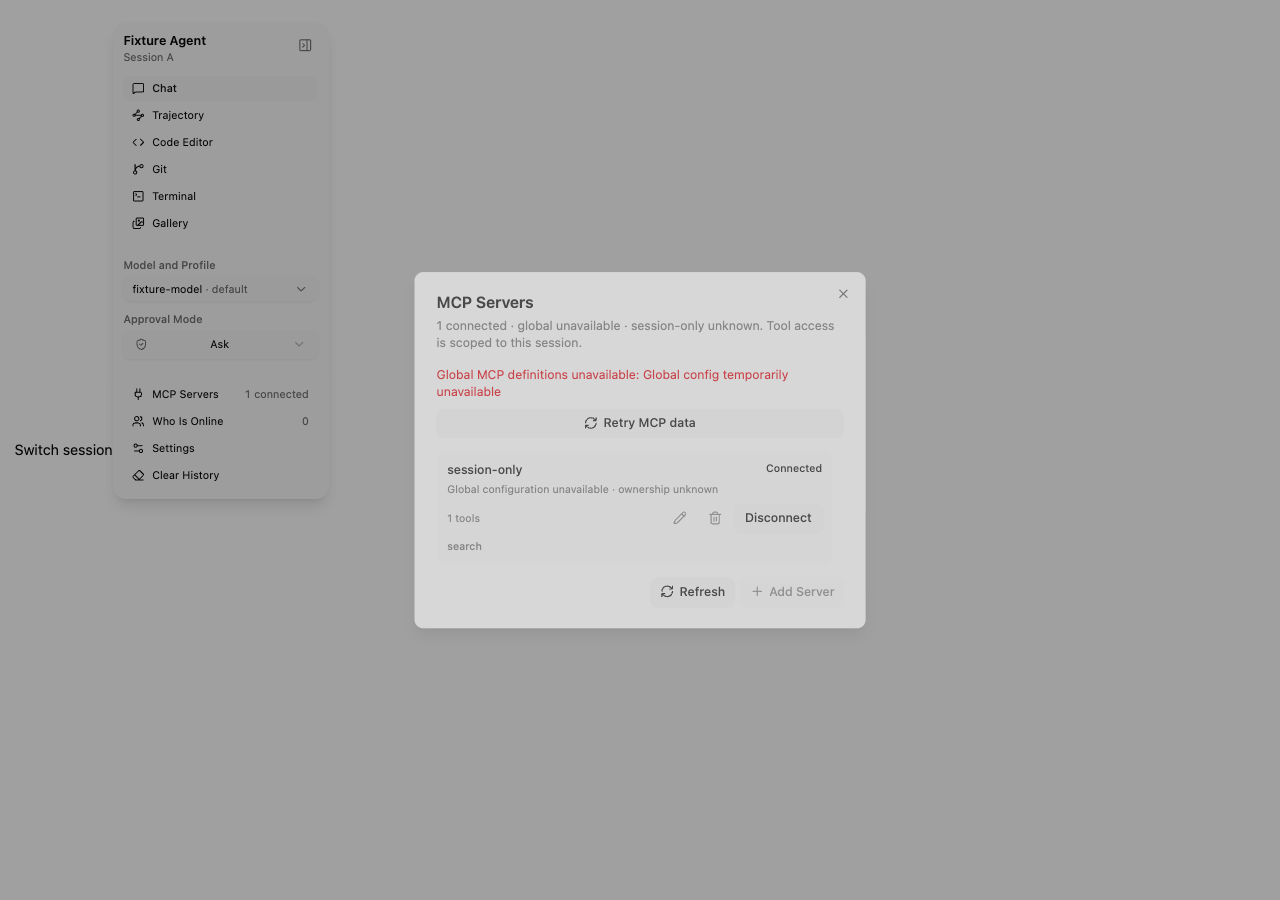 Fixture Agent
Session A
Chat
Trajectory
Code Editor
Git
Terminal
Gallery
Model and Profile
fixture-model · default
Approval Mode
Ask
MCP Servers 1 connected
Who Is Online 0
Settings
Clear History
Switch session
MCP Servers
1 connected · global unavailable · session-only unknown. Tool access
is scoped to this session.
Global MCP definitions unavailable: Global config temporarily
unavailable
Retry MCP data
session-only Connected
Global configuration unavailable · ownership unknown
1 tools Disconnect
search
Refresh Add Server